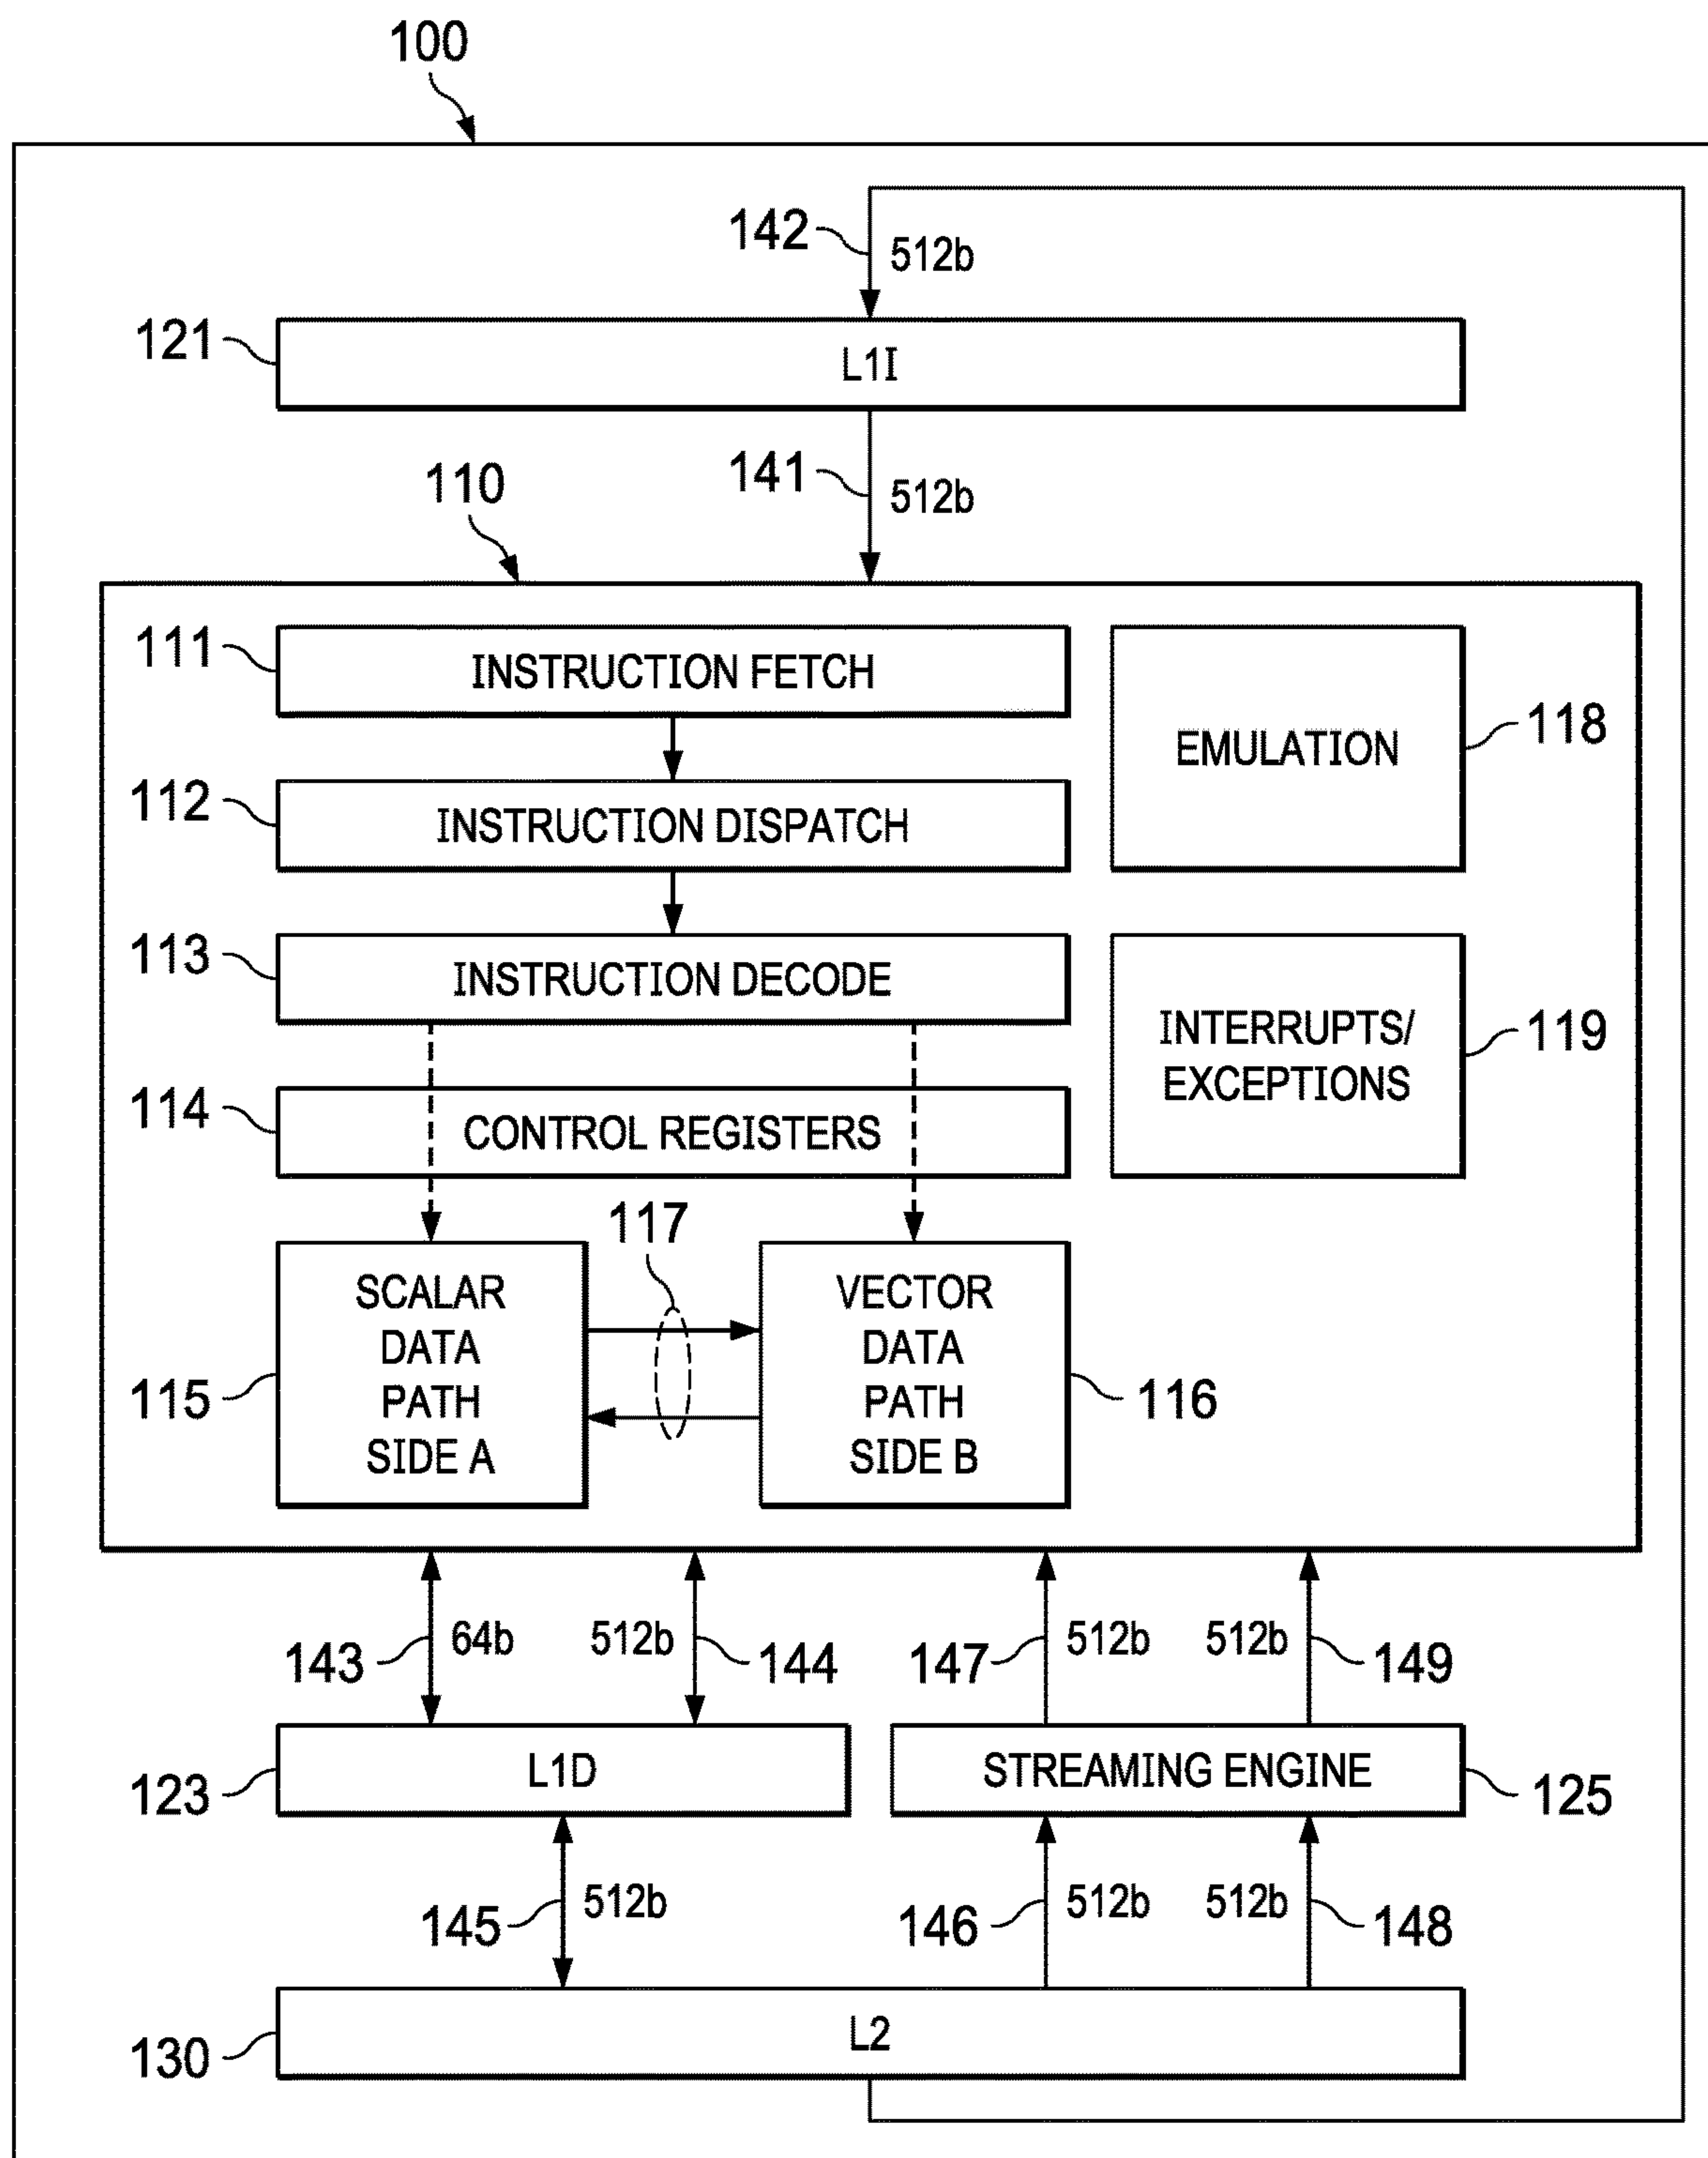 100
142
512b
121
L1I
141
512b
110
111
INSTRUCTION FETCH
118
EMULATION
112
INSTRUCTION DISPATCH
113
INSTRUCTION DECODE
119
INTERRUPTS/
EXCEPTIONS
114
CONTROL REGISTERS
117
SCALAR
DATA
PATH
SIDE A
115
VECTOR
DATA
PATH
SIDE B
116
143
64b
512b
144
147
512b
512b
149
123
L1D
STREAMING ENGINE
125
145
512b
146
512b
512b
148
130
L2